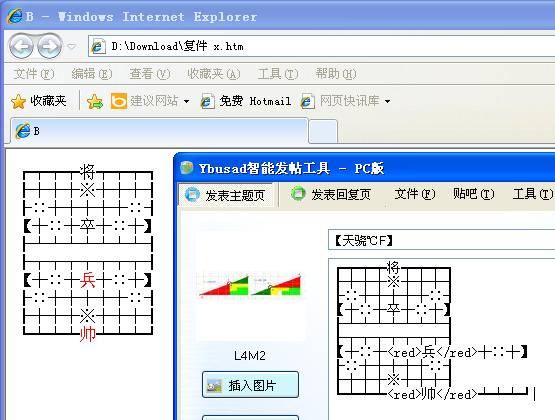 B - Windows Internet Explorer
D:\Download\复件 x.htm
文件(F) 编辑(E) 查看(V) 收藏夹(A) 工具(T) 帮助(H)
收藏夹 建议网站 免费 Hotmail 网页快讯库
B
将
※
卒
兵
※
帅
Ybusad智能发帖工具 - PC版
发表主题页 发表回复页 文件(F) 贴吧(T) 工具(T)
【天骁℃F】
L4M2
插入图片
将
※
卒
<red>兵</red>
※
<red>帅</red>